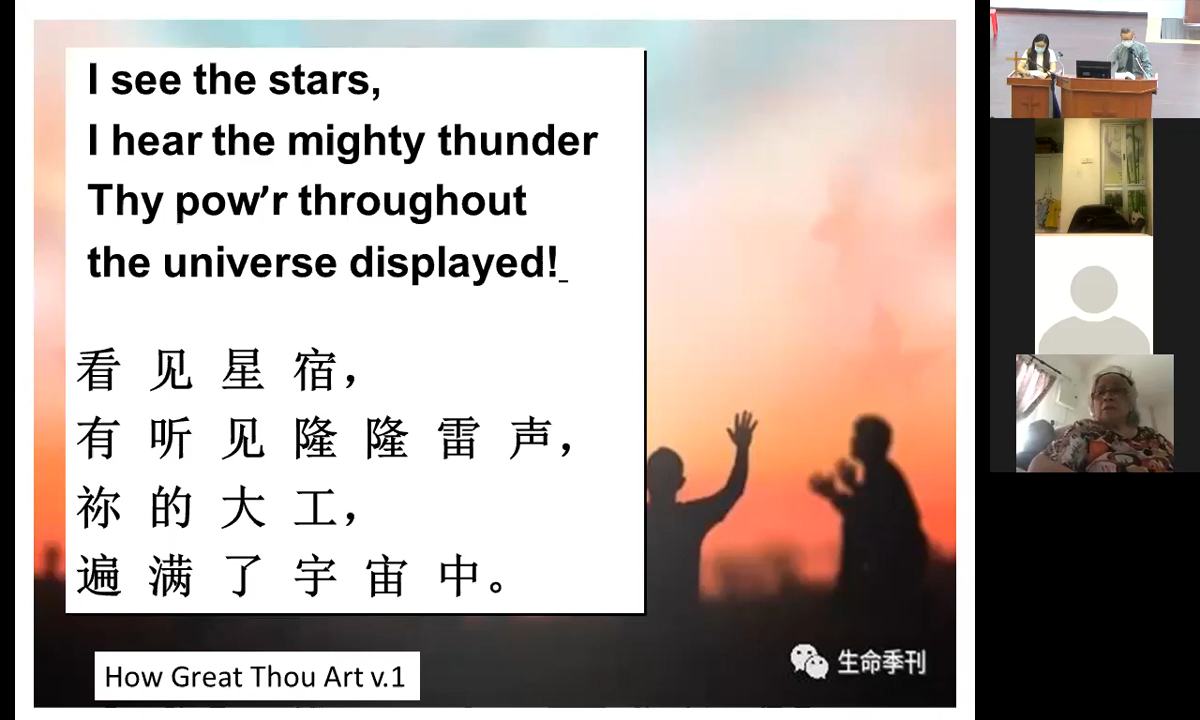 I see the stars,
I hear the mighty thunder
Thy pow’r throughout
the universe displayed!
看 见 星 宿，
有 听 见 隆 隆 雷 声，
祢 的 大 工，
遍 满 了 宇 宙 中。
How Great Thou Art v.1
生命季刊